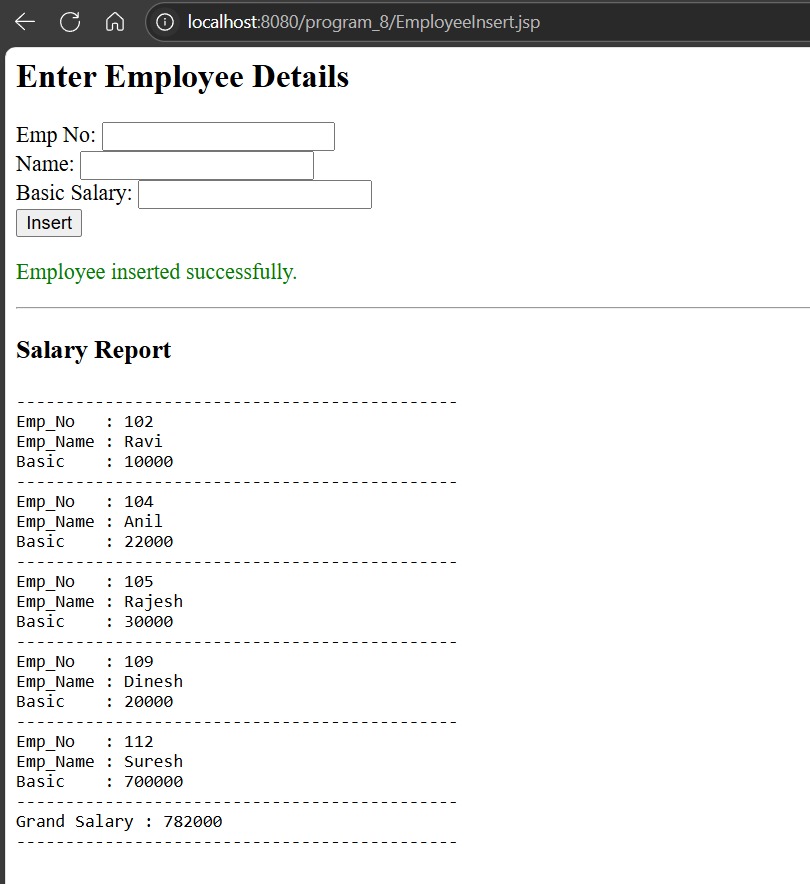 localhost:8080/program_8/EmployeeInsert.jsp
Enter Employee Details
Emp No:
Name:
Basic Salary:
Insert
Employee inserted successfully.
Salary Report
---------------------------------------------
Emp_No   : 102
Emp_Name : Ravi
Basic    : 10000
---------------------------------------------
Emp_No   : 104
Emp_Name : Anil
Basic    : 22000
---------------------------------------------
Emp_No   : 105
Emp_Name : Rajesh
Basic    : 30000
---------------------------------------------
Emp_No   : 109
Emp_Name : Dinesh
Basic    : 20000
---------------------------------------------
Emp_No   : 112
Emp_Name : Suresh
Basic    : 700000
---------------------------------------------
Grand Salary : 782000
---------------------------------------------